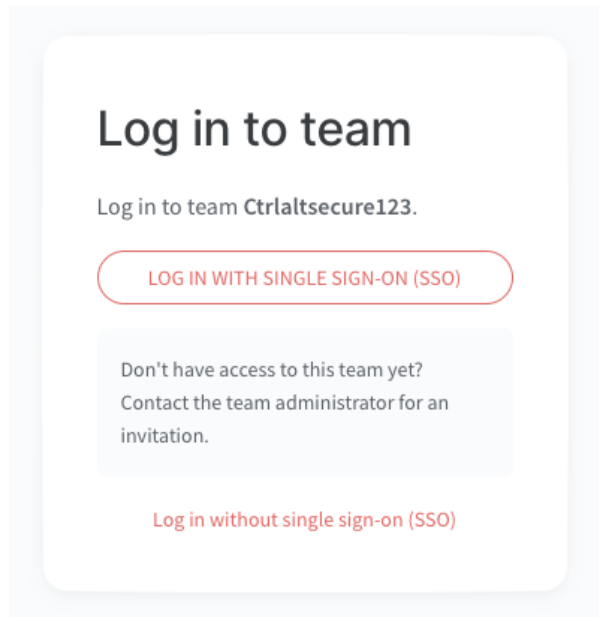 Log in to team
Log in to team Ctrlaltsecure123.
LOG IN WITH SINGLE SIGN-ON (SSO)
Don't have access to this team yet?
Contact the team administrator for an
invitation.
Log in without single sign-on (SSO)